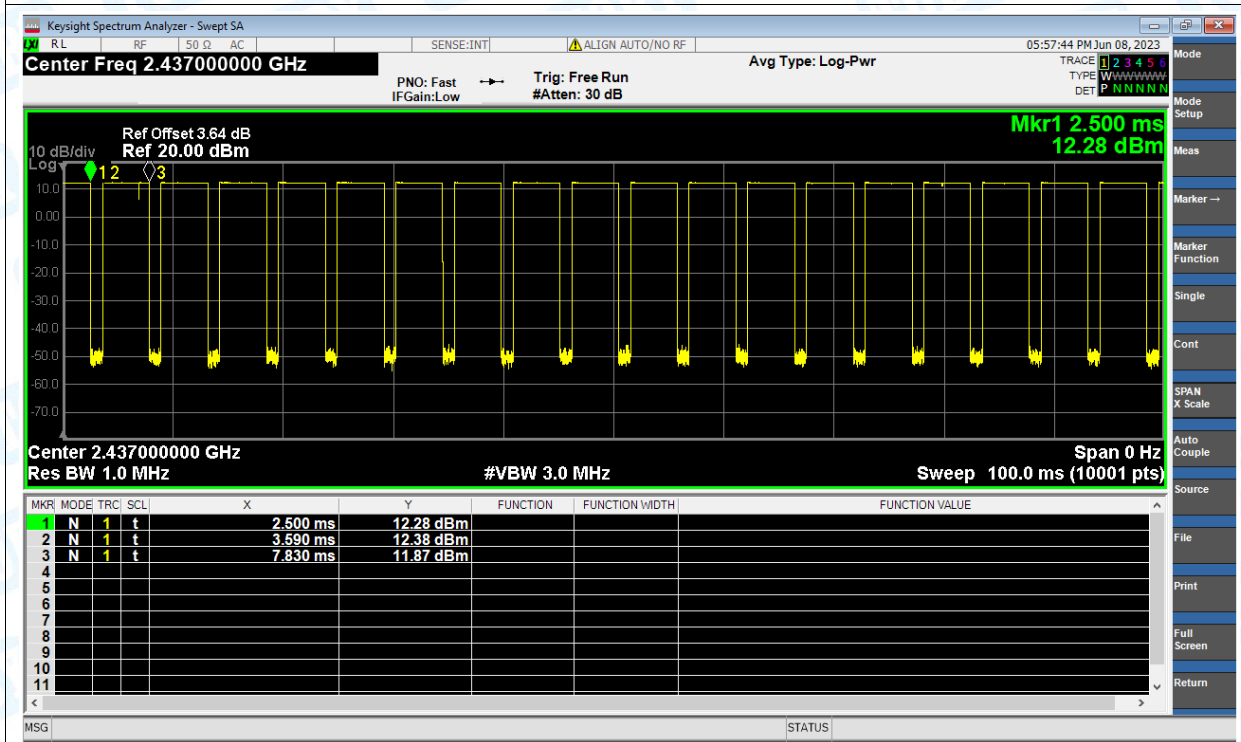 Keysight Spectrum Analyzer - Swept SA
LXI RL RF 50 Ω AC SENSE:INT ALIGN AUTO/NO RF 05:57:44 PM Jun 08, 2023
Center Freq 2.437000000 GHz
PNO: Fast
IFGain:Low
Trig: Free Run
#Atten: 30 dB
Avg Type: Log-Pwr
TRACE 1 2 3 4 5 6
TYPE WWWWWW
DET P N N N N N
Mkr1 2.500 ms
12.28 dBm
Ref Offset 3.64 dB
10 dB/div Ref 20.00 dBm
Log
1 2 3
10.0
0.00
-10.0
-20.0
-30.0
-40.0
-50.0
-60.0
-70.0
Center 2.437000000 GHz Span 0 Hz
Res BW 1.0 MHz #VBW 3.0 MHz Sweep 100.0 ms (10001 pts)
MKR MODE TRC SCL X Y FUNCTION FUNCTION WIDTH FUNCTION VALUE
1 N 1 t 2.500 ms 12.28 dBm
2 N 1 t 3.590 ms 12.38 dBm
3 N 1 t 7.830 ms 11.87 dBm
4
5
6
7
8
9
10
11
MSG STATUS
Mode
Mode
Setup
Meas
Marker →
Marker
Function
Single
Cont
SPAN
X Scale
Auto
Couple
Source
File
Print
Full
Screen
Return